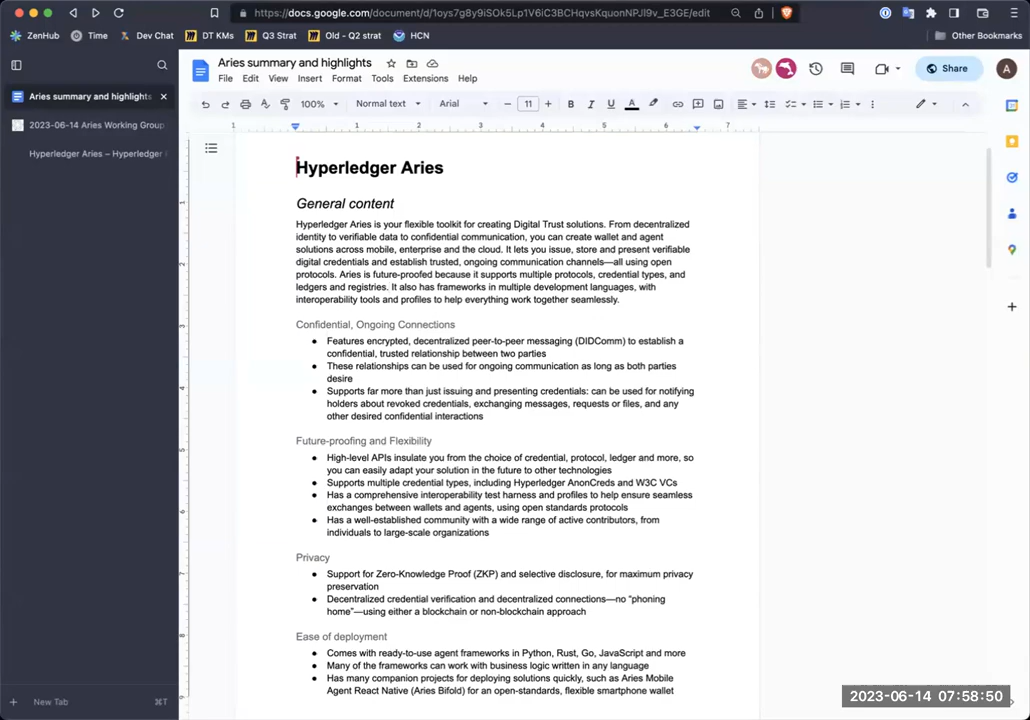 https://docs.google.com/document/d/1oys7g8y9iSOk5Lp1V6iC3BCHqvsKquonNPJl9v_E3GE/edit
ZenHub
Time
Dev Chat
DT KMs
Q3 Strat
Old - Q2 strat
HCN
Other Bookmarks
Aries summary and highlights
2023-06-14 Aries Working Group
Hyperledger Aries – Hyperledger
New Tab
⌘T
Aries summary and highlights
File Edit View Insert Format Tools Extensions Help
Share
A
100%
Normal text
Arial
11
B I U A
1 1 2 3 4 5 6 7
Hyperledger Aries
General content
Hyperledger Aries is your flexible toolkit for creating Digital Trust solutions. From decentralized
identity to verifiable data to confidential communication, you can create wallet and agent
solutions across mobile, enterprise and the cloud. It lets you issue, store and present verifiable
digital credentials and establish trusted, ongoing communication channels—all using open
protocols. Aries is future-proofed because it supports multiple protocols, credential types, and
ledgers and registries. It also has frameworks in multiple development languages, with
interoperability tools and profiles to help everything work together seamlessly.
Confidential, Ongoing Connections
● Features encrypted, decentralized peer-to-peer messaging (DIDComm) to establish a
confidential, trusted relationship between two parties
● These relationships can be used for ongoing communication as long as both parties
desire
● Supports far more than just issuing and presenting credentials: can be used for notifying
holders about revoked credentials, exchanging messages, requests or files, and any
other desired confidential interactions
Future-proofing and Flexibility
● High-level APIs insulate you from the choice of credential, protocol, ledger and more, so
you can easily adapt your solution in the future to other technologies
● Supports multiple credential types, including Hyperledger AnonCreds and W3C VCs
● Has a comprehensive interoperability test harness and profiles to help ensure seamless
exchanges between wallets and agents, using open standards protocols
● Has a well-established community with a wide range of active contributors, from
individuals to large-scale organizations
Privacy
● Support for Zero-Knowledge Proof (ZKP) and selective disclosure, for maximum privacy
preservation
● Decentralized credential verification and decentralized connections—no “phoning
home”—using either a blockchain or non-blockchain approach
Ease of deployment
● Comes with ready-to-use agent frameworks in Python, Rust, Go, JavaScript and more
● Many of the frameworks can work with business logic written in any language
● Has many companion projects for deploying solutions quickly, such as Aries Mobile
Agent React Native (Aries Bifold) for an open-standards, flexible smartphone wallet
2023-06-14 07:58:50